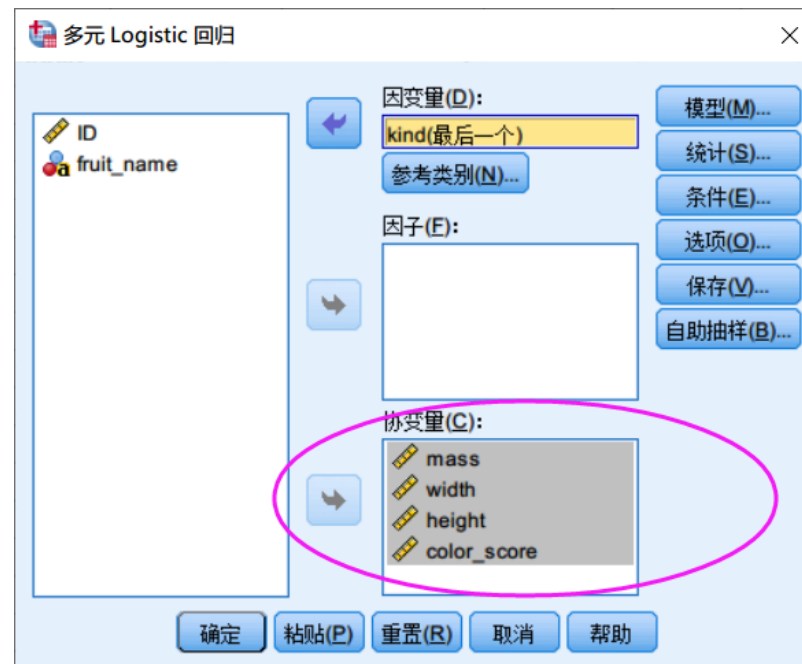 多元 Logistic 回归
ID
fruit_name
因变量(D):
kind(最后一个)
参考类别(N)...
因子(F):
协变量(C):
mass
width
height
color_score
模型(M)...
统计(S)...
条件(E)...
选项(O)...
保存(V)...
自助抽样(B)...
确定
粘贴(P)
重置(R)
取消
帮助